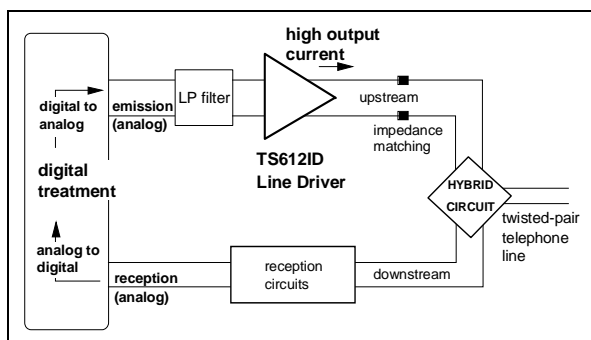 high output
current
digital to
analog
emission
(analog)
LP filter
upstream
impedance
matching
TS612ID
Line Driver
digital
treatment
HYBRID
CIRCUIT
twisted-pair
telephone
line
analog to
digital
reception
(analog)
reception
circuits
downstream